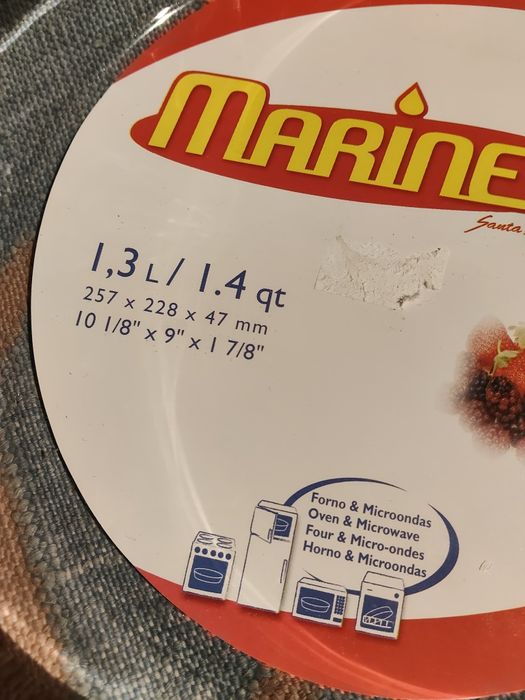 MARINE
Santa
1,3 L / 1.4 qt
257 x 228 x 47 mm
10 1/8" x 9" x 1 7/8"
Forno & Microondas
Oven & Microwave
Four & Micro-ondes
Horno & Microondas